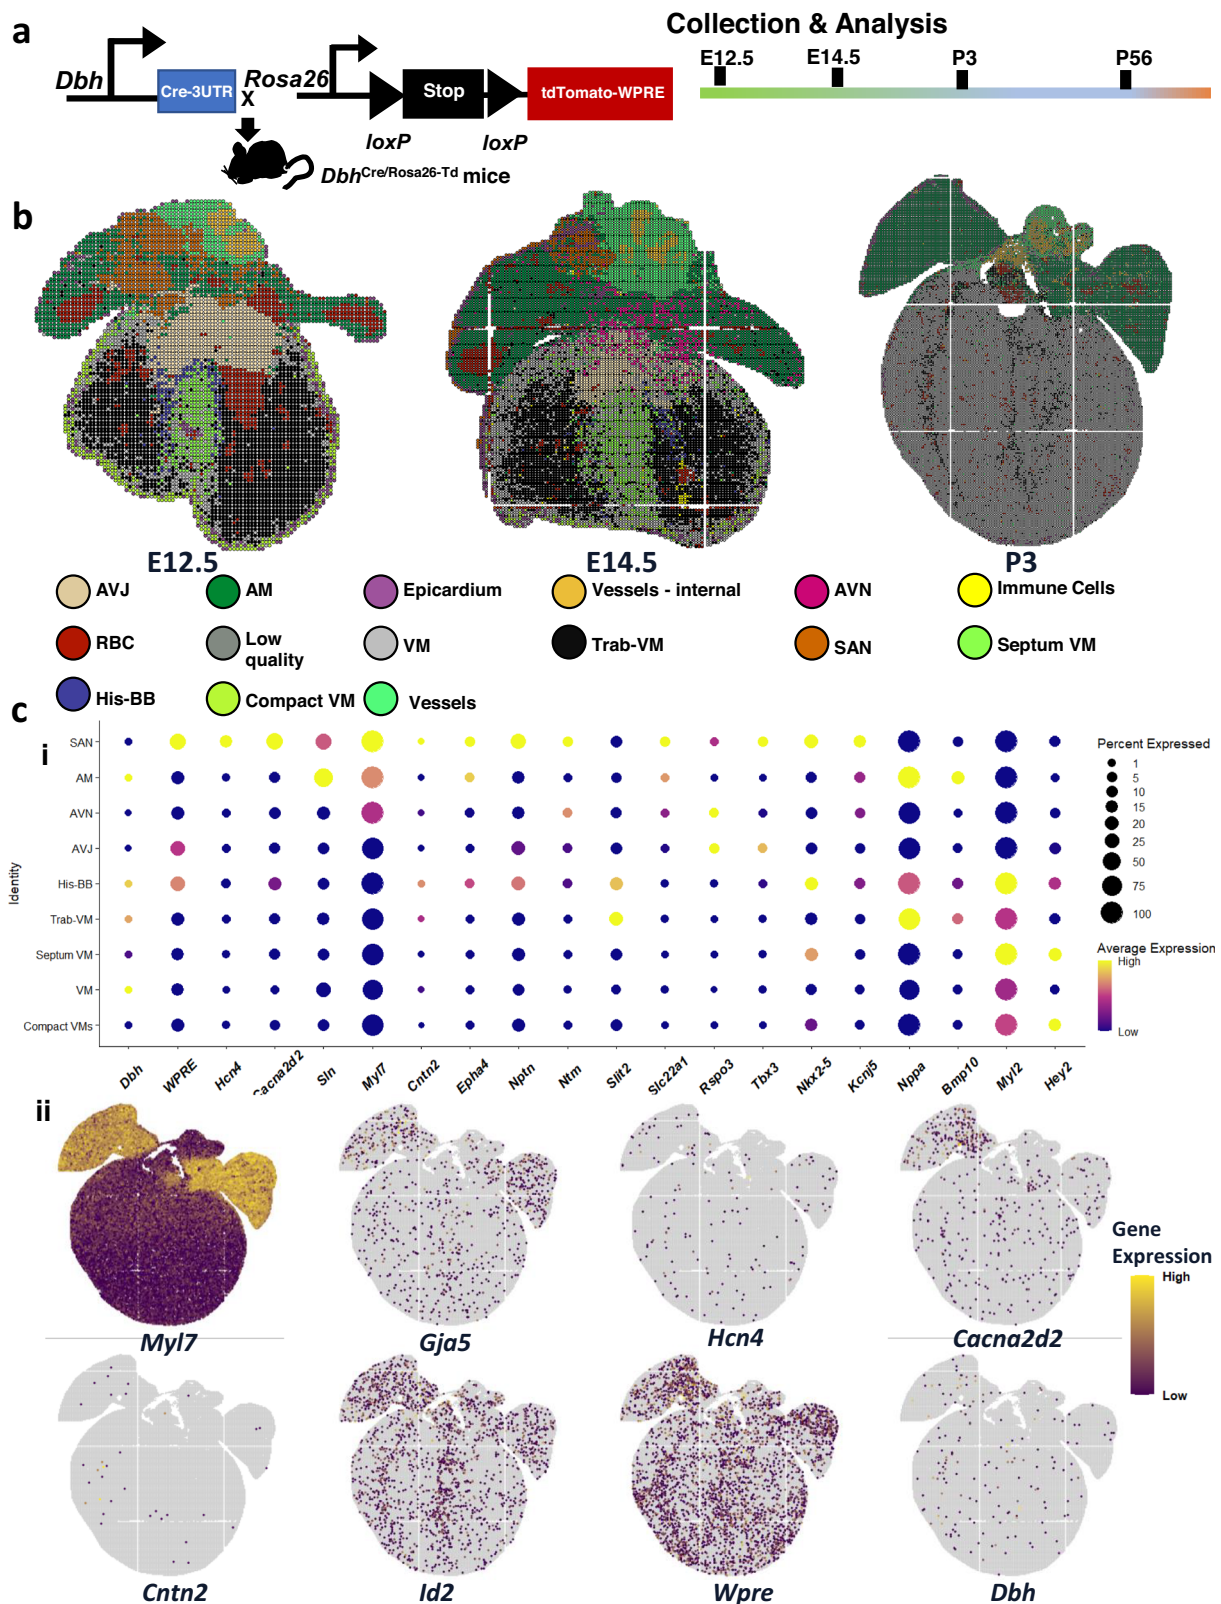 a
Collection & Analysis
Dbh
Cre-3UTR
X
Rosa26
Stop
tdTomato-WPRE
loxP
loxP
E12.5
E14.5
P3
P56
Dbh^Cre/Rosa26-Td mice
b
E12.5
E14.5
P3
AVJ
AM
Epicardium
Vessels - internal
AVN
Immune Cells
RBC
Low
quality
VM
Trab-VM
SAN
Septum VM
His-BB
Compact VM
Vessels
c
i
Identity
SAN
AM
AVN
AVJ
His-BB
Trab-VM
Septum VM
VM
Compact VMs
Dbh
WPRE
Hcn4
Cacna2d2
Sln
Myl7
Cntn2
Epha4
Nptn
Ntm
Slit2
Slc22a1
Rspo3
Tbx3
Nkx2-5
Kcnj5
Nppa
Bmp10
Myl2
Hey2
Percent Expressed
1
5
10
15
20
25
50
75
100
Average Expression
High
Low
ii
Myl7
Gja5
Hcn4
Cacna2d2
Gene
Expression
High
Low
Cntn2
Id2
Wpre
Dbh